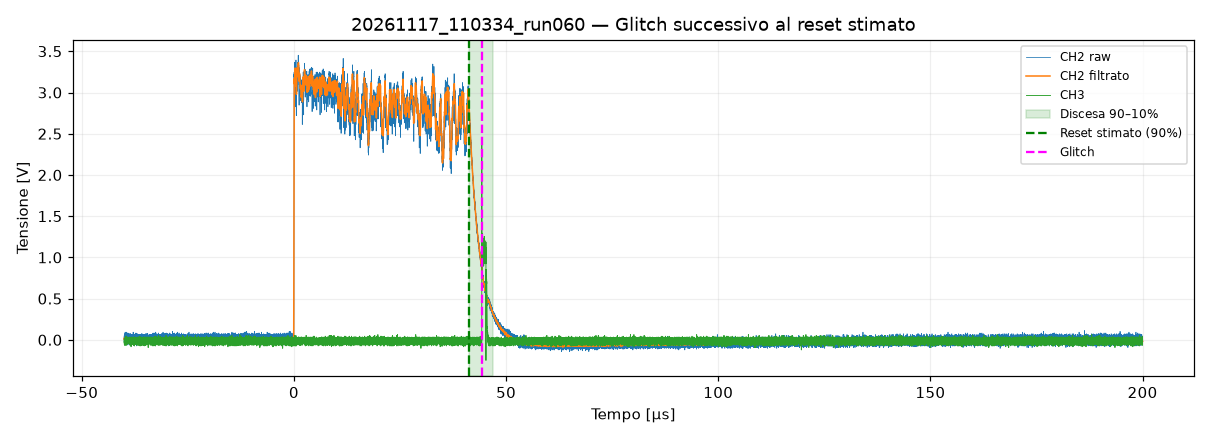 20261117_110334_run060 — Glitch successivo al reset stimato
Tensione [V]
3.5
3.0
2.5
2.0
1.5
1.0
0.5
0.0
CH2 raw
CH2 filtrato
CH3
Discesa 90–10%
Reset stimato (90%)
Glitch
−50
0
50
100
150
200
Tempo [µs]